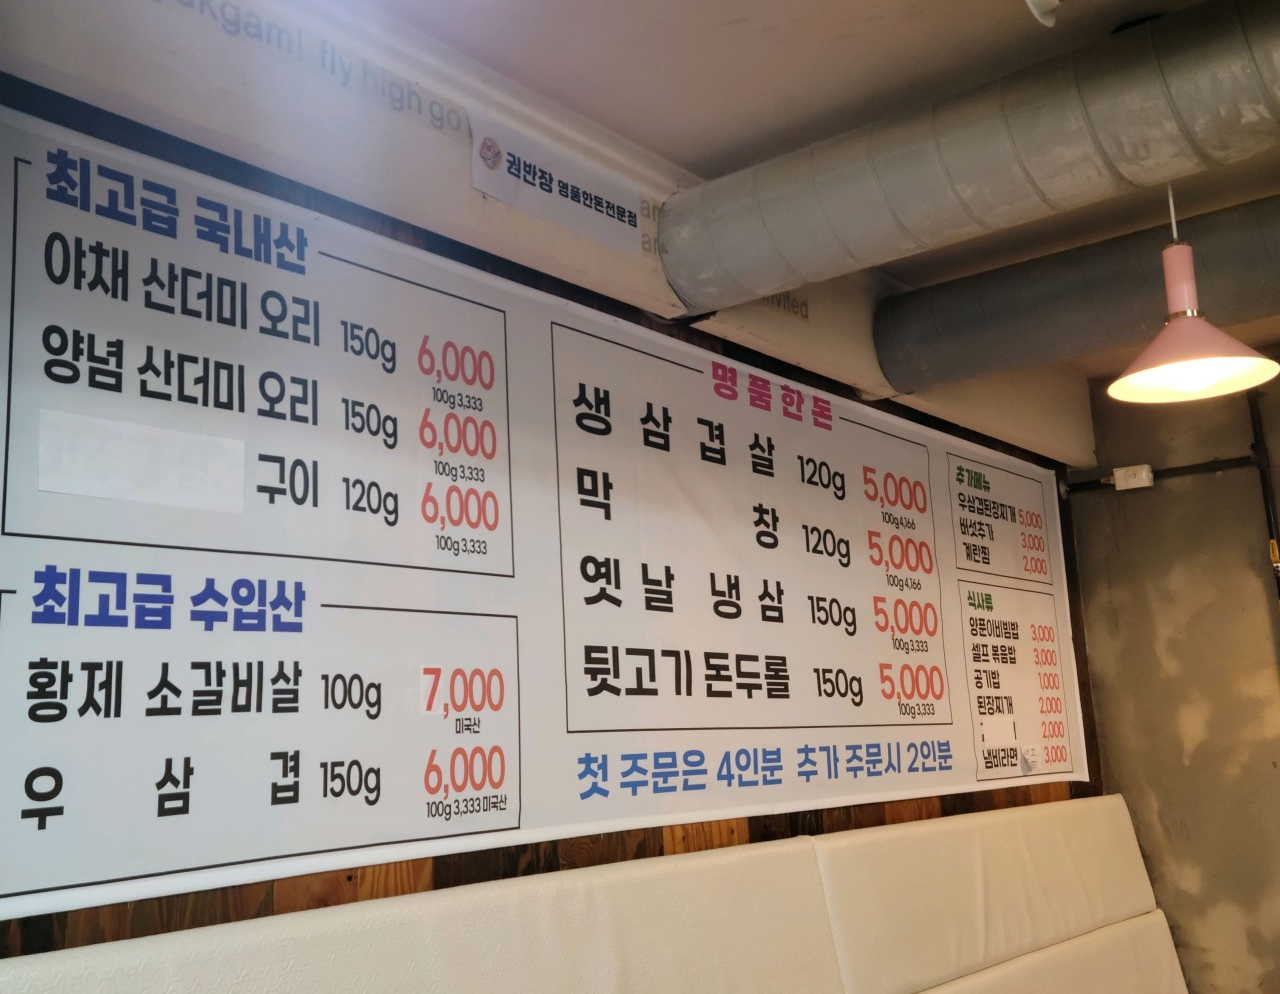 fly high go
권반장 명품한돈전문점
최고급 국내산
야채 산더미 오리 150g 6,000
100g 3,333
양념 산더미 오리 150g 6,000
100g 3,333
구이 120g 6,000
100g 3,333
최고급 수입산
황제 소갈비살 100g 7,000
미국산
우 삼 겹 150g 6,000
100g 3,333 미국산
명품한돈
생 삼 겹 살 120g 5,000
100g 4,166
막 창 120g 5,000
100g 4,166
옛 날 냉 삼 150g 5,000
100g 3,333
뒷고기 돈두롤 150g 5,000
100g 3,333
첫 주문은 4인분 추가 주문시 2인분
추가메뉴
우삼겹된장찌개 5,000
버섯추가 3,000
계란찜 2,000
식사류
양푼이비빔밥 3,000
셀프 볶음밥 3,000
공기밥 1,000
된장찌개 2,000
2,000
냄비라면 3,000